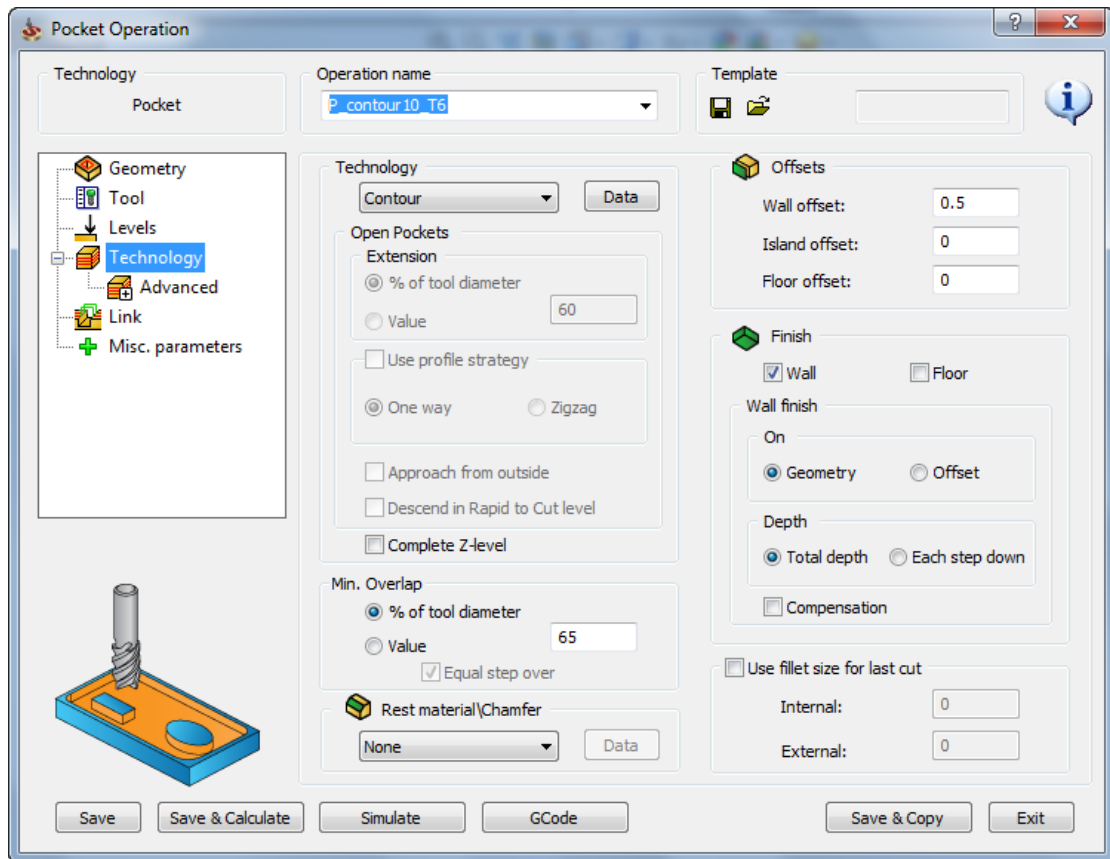 Pocket Operation
?
X
Technology
Pocket
Operation name
P_contour10_T6
Template
i
Geometry
Tool
Levels
Technology
Advanced
Link
Misc. parameters
Technology
Contour
Data
Open Pockets
Extension
% of tool diameter
60
Value
Use profile strategy
One way
Zigzag
Approach from outside
Descend in Rapid to Cut level
Complete Z-level
Min. Overlap
% of tool diameter
65
Value
Equal step over
Rest material\Chamfer
None
Data
Offsets
Wall offset:
0.5
Island offset:
0
Floor offset:
0
Finish
Wall
Floor
Wall finish
On
Geometry
Offset
Depth
Total depth
Each step down
Compensation
Use fillet size for last cut
Internal:
0
External:
0
Save
Save & Calculate
Simulate
GCode
Save & Copy
Exit